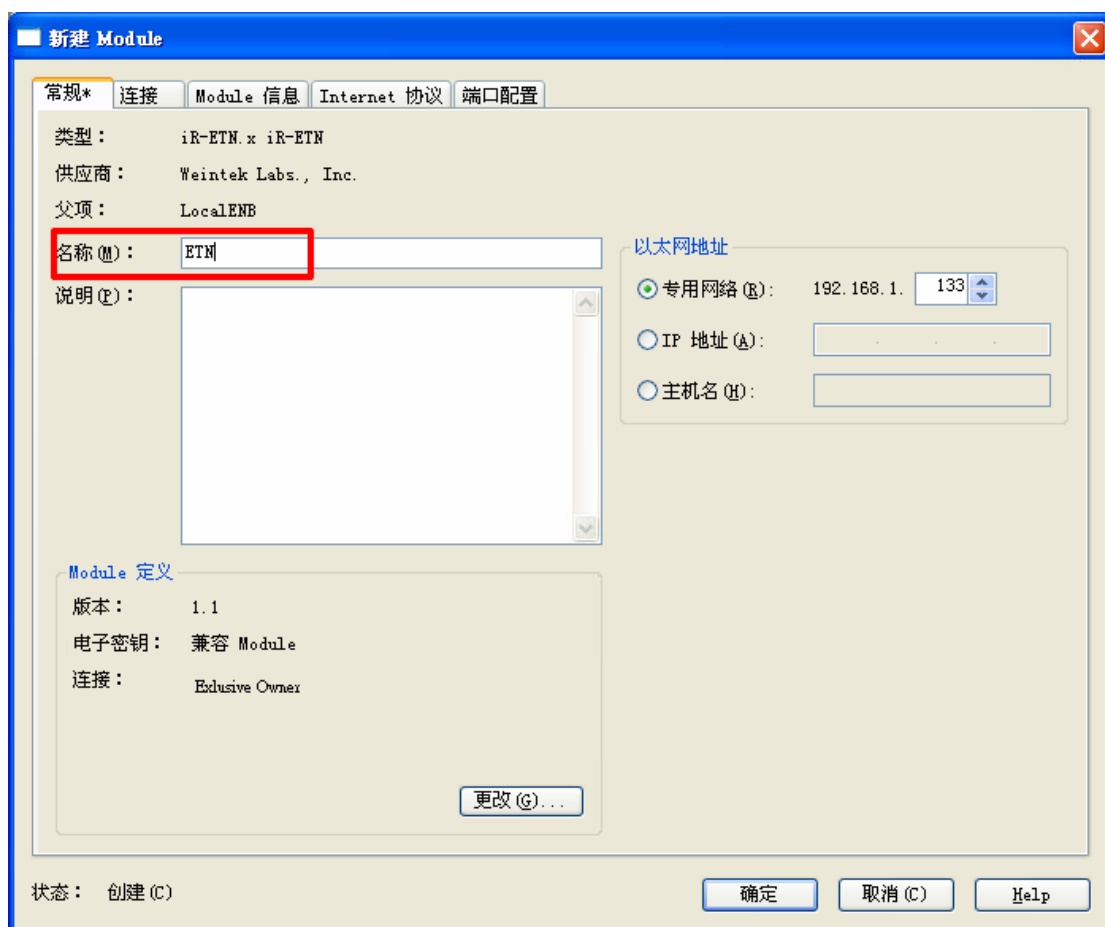 新建 Module
常规* 连接 Module 信息 Internet 协议 端口配置
类型： iR-ETN.x iR-ETN
供应商： Weintek Labs., Inc.
父项： LocalENB
名称(M)： ETN
说明(P)：
以太网地址
专用网络(R): 192.168.1. 133
IP 地址(A):
主机名(H):
Module 定义
版本： 1.1
电子密钥： 兼容 Module
连接： Exlusive Owner
更改(G)...
状态： 创建(C)
确定 取消(C) Help